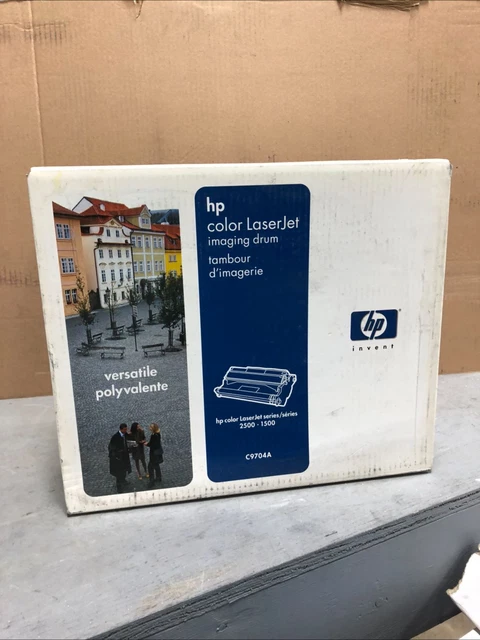 versatile
polyvalente
hp
color LaserJet
imaging drum
tambour
d'imagerie
hp color LaserJet series/séries
2500 - 1500
C9704A
hp
invent